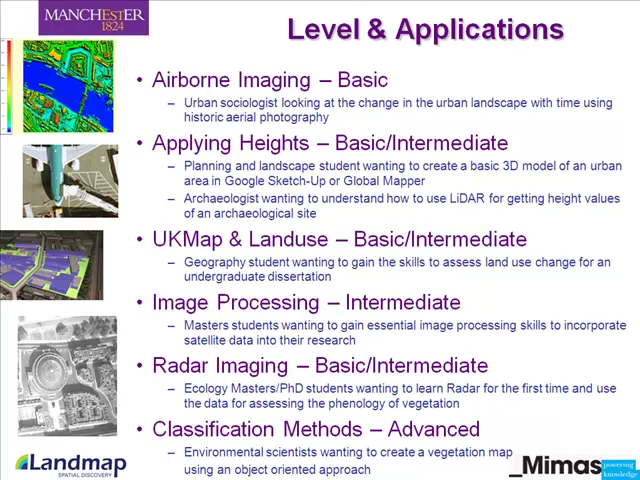 MANCHESTER
1824
Level & Applications
• Airborne Imaging – Basic
– Urban sociologist looking at the change in the urban landscape with time using
historic aerial photography
• Applying Heights – Basic/Intermediate
– Planning and landscape student wanting to create a basic 3D model of an urban
area in Google Sketch-Up or Global Mapper
– Archaeologist wanting to understand how to use LiDAR for getting height values
of an archaeological site
• UKMap & Landuse – Basic/Intermediate
– Geography student wanting to gain the skills to assess land use change for an
undergraduate dissertation
• Image Processing – Intermediate
– Masters students wanting to gain essential image processing skills to incorporate
satellite data into their research
• Radar Imaging – Basic/Intermediate
– Ecology Masters/PhD students wanting to learn Radar for the first time and use
the data for assessing the phenology of vegetation
• Classification Methods – Advanced
– Environmental scientists wanting to create a vegetation map
using an object oriented approach
Landmap
SPATIAL DISCOVERY
_Mimas
powering
knowledge